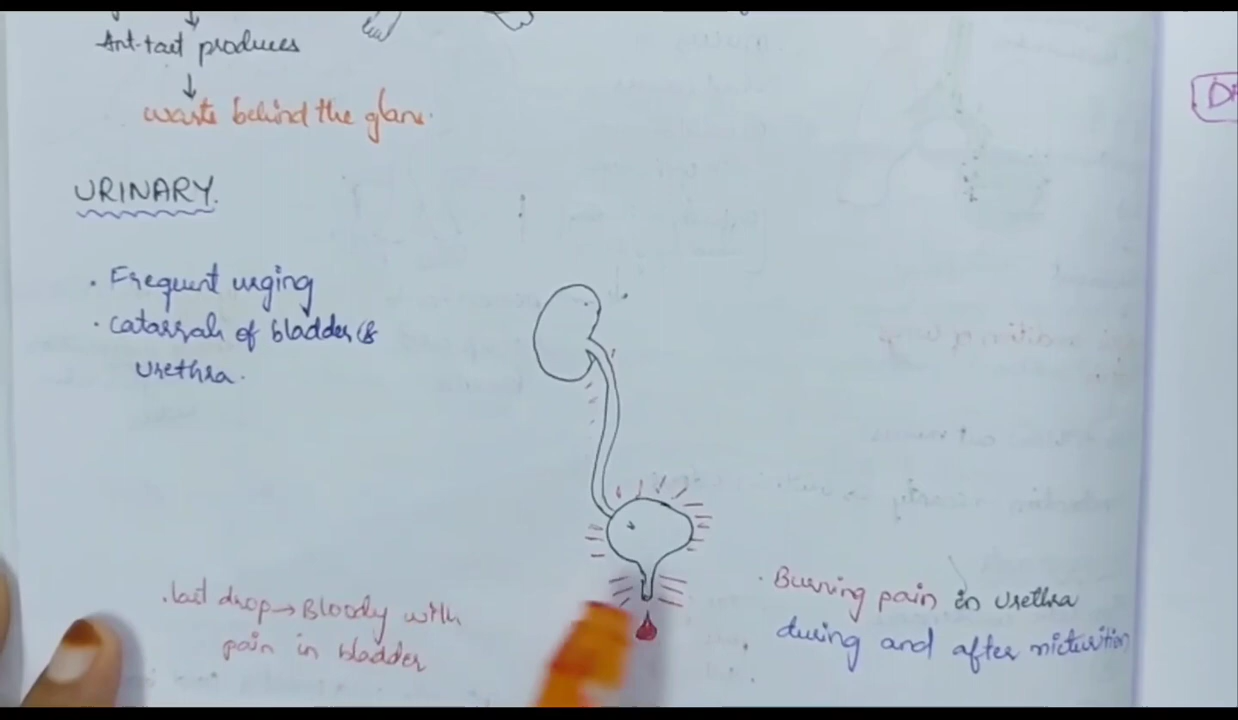 Ant.tart produces
↓
warts behind the glans.
URINARY.
. Frequent urging
. catarrah of bladder &
urethra.
. last drop → Bloody with
pain in bladder
. Burning pain in urethra
during and after micturition